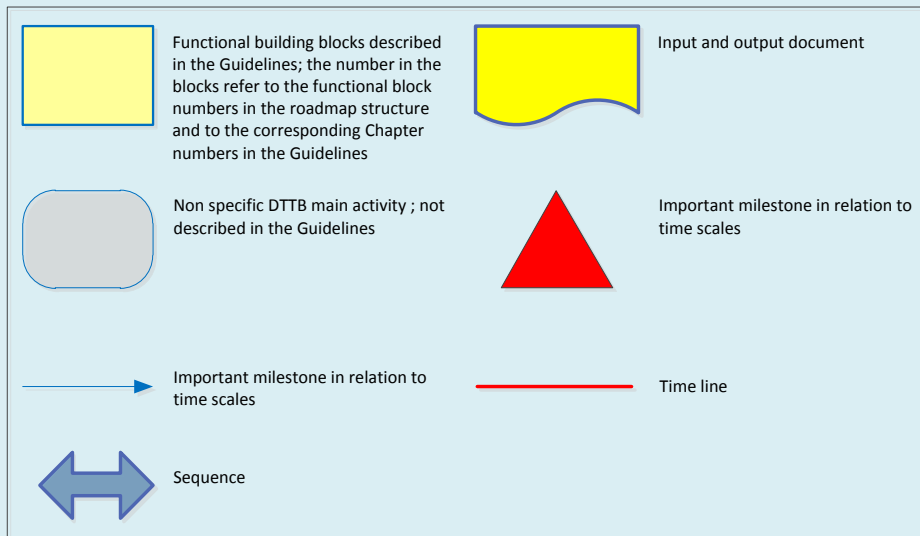 Functional building blocks described
in the Guidelines; the number in the
blocks refer to the functional block
numbers in the roadmap structure
and to the corresponding Chapter
numbers in the Guidelines
Input and output document
Non specific DTTB main activity ; not
described in the Guidelines
Important milestone in relation to
time scales
Important milestone in relation to
time scales
Time line
Sequence